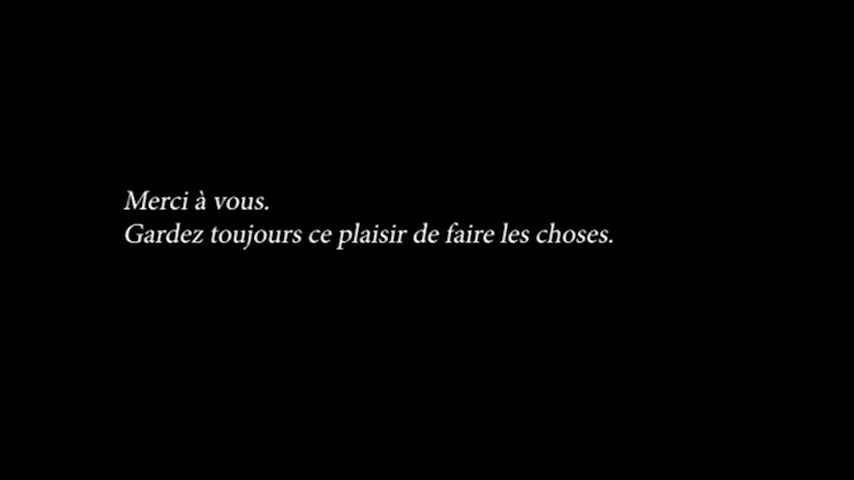 Merci à vous.
Gardez toujours ce plaisir de faire les choses.